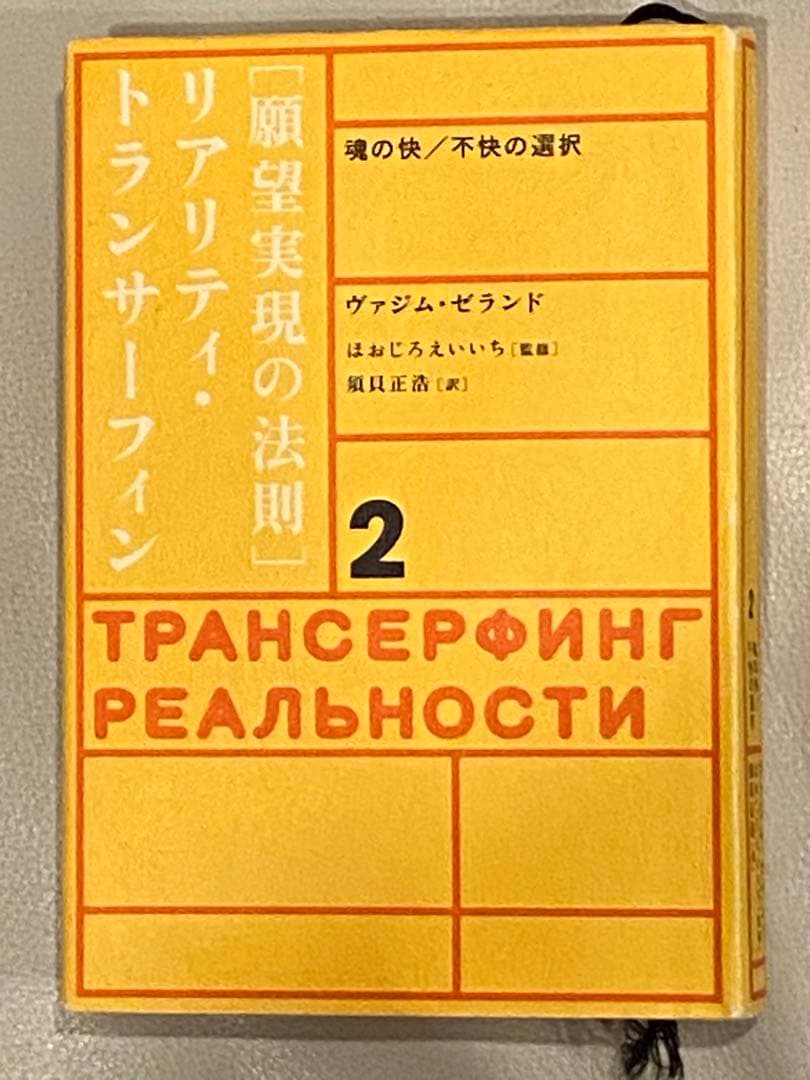 ［願望実現の法則］
リアリティ・
トランサーフィン
魂の快／不快の選択
ヴァジム・ゼランド
ほおじろえいいち［監修］
須貝正浩［訳］
2
ТРАНСЕРФИНГ
РЕАЛЬНОСТИ
2